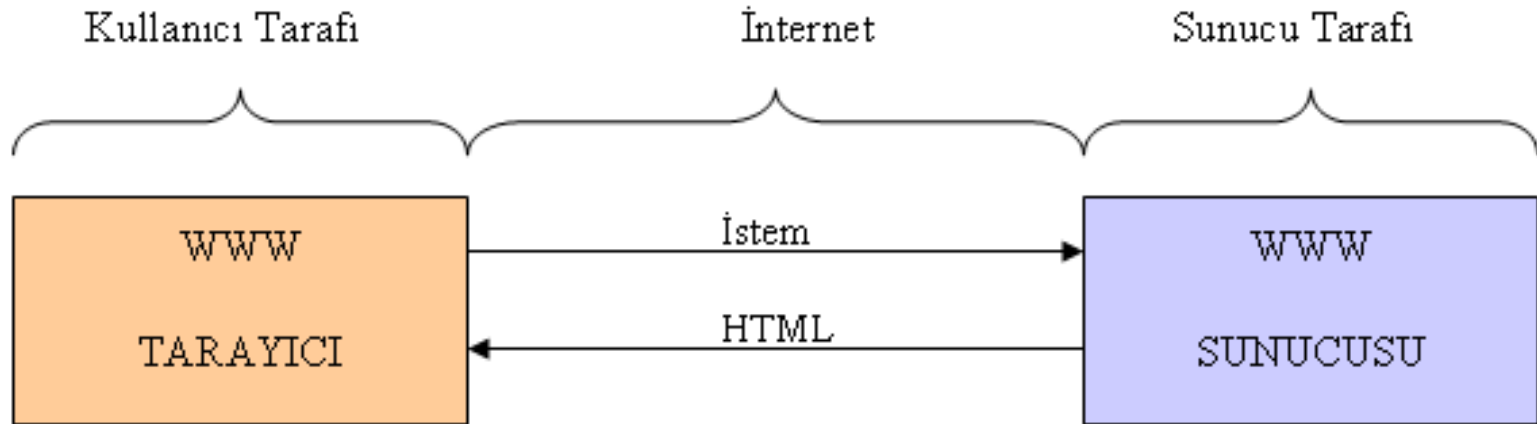 Kullanıcı Tarafı
İnternet
Sunucu Tarafı
WWW
TARAYICI
İstem
HTML
WWW
SUNUCUSU